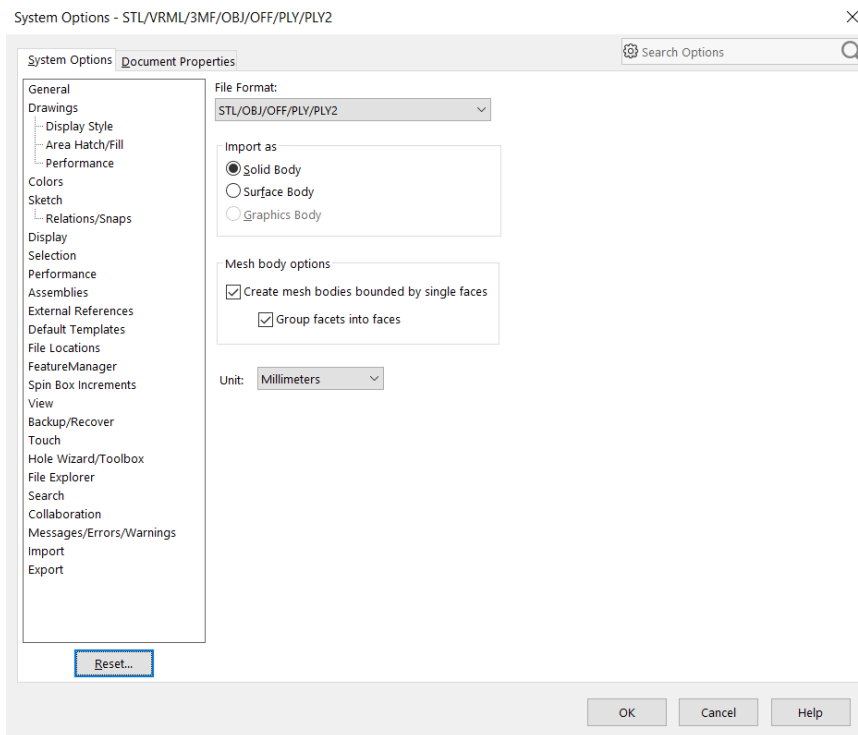 System Options - STL/VRML/3MF/OBJ/OFF/PLY/PLY2
System Options
Document Properties
Search Options
General
Drawings
Display Style
Area Hatch/Fill
Performance
Colors
Sketch
Relations/Snaps
Display
Selection
Performance
Assemblies
External References
Default Templates
File Locations
FeatureManager
Spin Box Increments
View
Backup/Recover
Touch
Hole Wizard/Toolbox
File Explorer
Search
Collaboration
Messages/Errors/Warnings
Import
Export
Reset...
File Format:
STL/OBJ/OFF/PLY/PLY2
Import as
Solid Body
Surface Body
Graphics Body
Mesh body options
Create mesh bodies bounded by single faces
Group facets into faces
Unit: Millimeters
OK
Cancel
Help